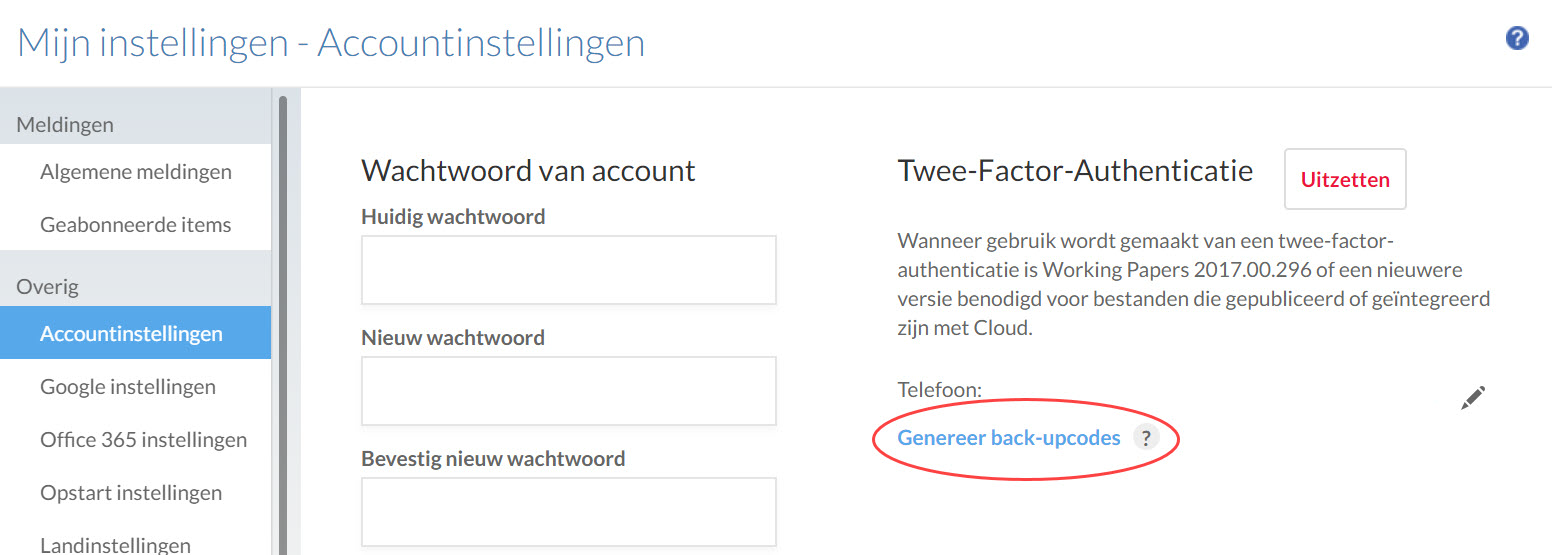 Mijn instellingen - Accountinstellingen
?
Meldingen
Algemene meldingen
Geabonneerde items
Overig
Accountinstellingen
Google instellingen
Office 365 instellingen
Opstart instellingen
Landinstellingen
Wachtwoord van account
Huidig wachtwoord
Nieuw wachtwoord
Bevestig nieuw wachtwoord
Twee-Factor-Authenticatie
Uitzetten
Wanneer gebruik wordt gemaakt van een twee-factor-
authenticatie is Working Papers 2017.00.296 of een nieuwere
versie benodigd voor bestanden die gepubliceerd of geïntegreerd
zijn met Cloud.
Telefoon:
Genereer back-upcodes ?